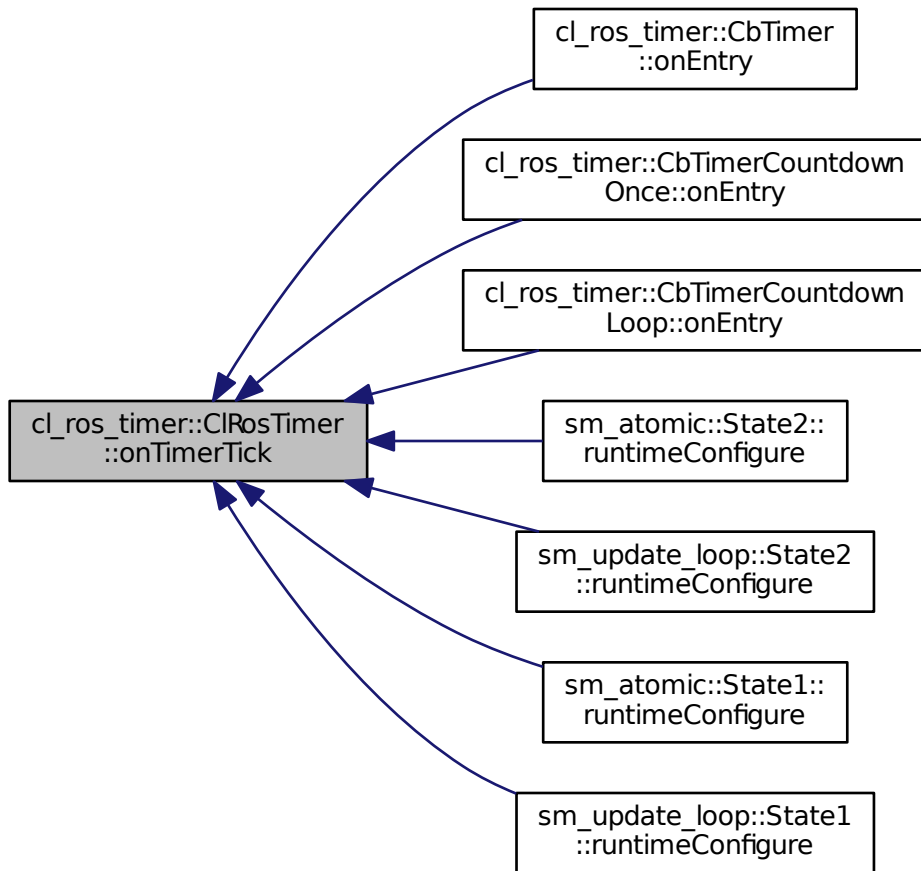 cl_ros_timer::CbTimer
::onEntry
cl_ros_timer::CbTimerCountdown
Once::onEntry
cl_ros_timer::CbTimerCountdown
Loop::onEntry
cl_ros_timer::ClRosTimer
::onTimerTick
sm_atomic::State2::
runtimeConfigure
sm_update_loop::State2
::runtimeConfigure
sm_atomic::State1::
runtimeConfigure
sm_update_loop::State1
::runtimeConfigure